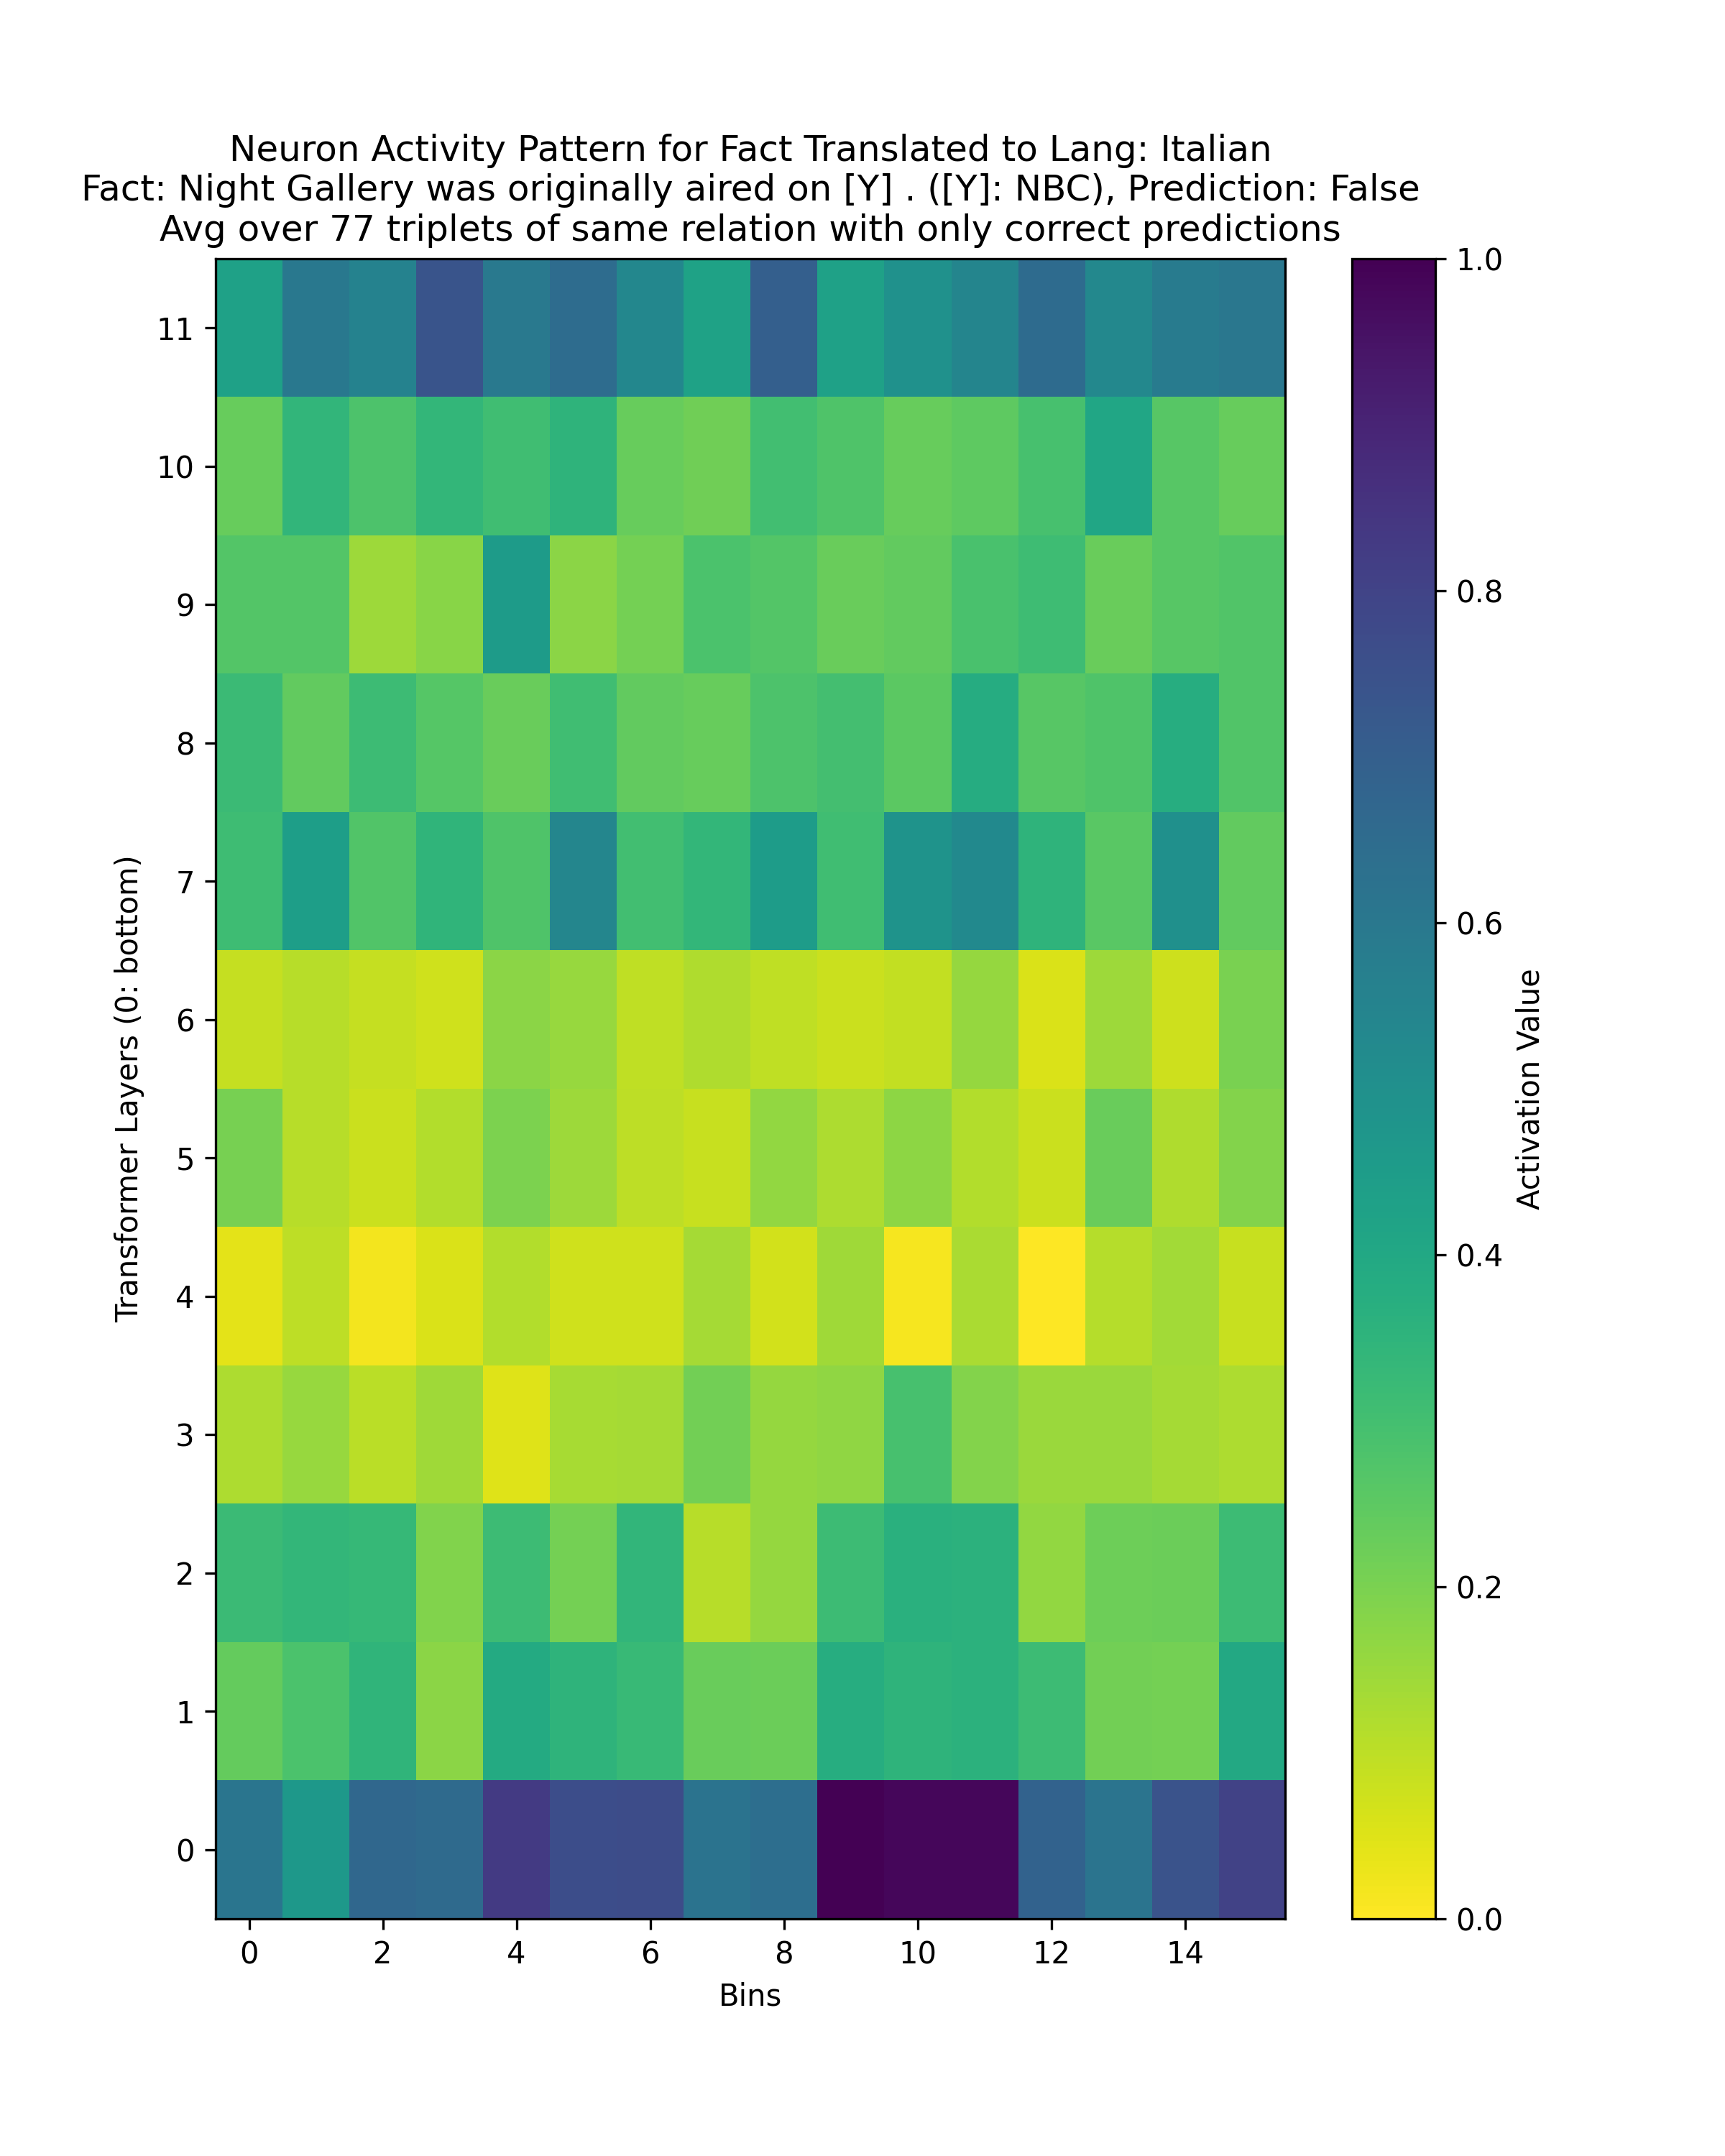 Neuron Activity Pattern for Fact Translated to Lang: Italian
Fact: Night Gallery was originally aired on [Y] . ([Y]: NBC), Prediction: False
Avg over 77 triplets of same relation with only correct predictions
1.0
0.8
0.6
0.4
0.2
0.0
Activation Value
Transformer Layers (0: bottom)
11
10
9
8
7
6
5
4
3
2
1
0
0 2 4 6 8 10 12 14
Bins